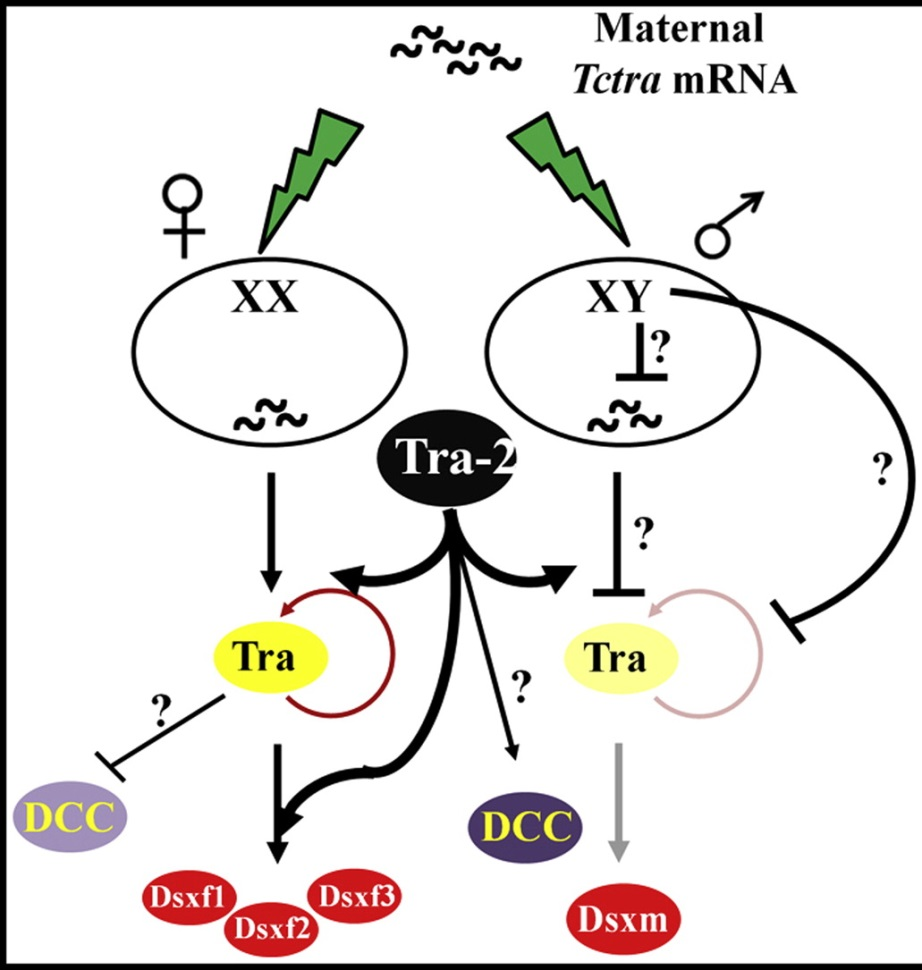 Maternal
Tctra mRNA
♀
♂
XX
XY
?
Tra-2
?
?
Tra
Tra
?
?
DCC
DCC
Dsxf1
Dsxf3
Dsxf2
Dsxm